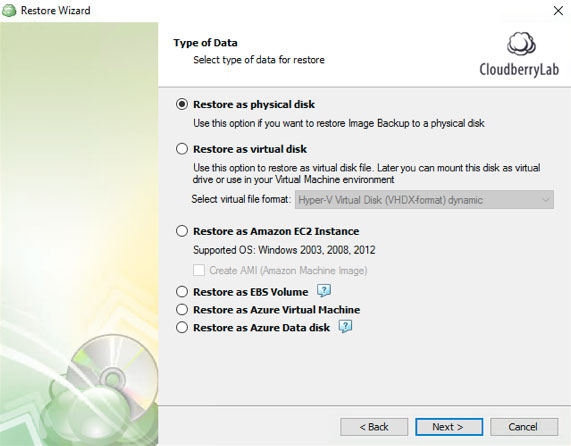 Restore Wizard
Type of Data
Select type of data for restore
CloudberryLab
Restore as physical disk
Use this option if you want to restore Image Backup to a physical disk
Restore as virtual disk
Use this option to restore as virtual disk file. Later you can mount this disk as virtual
drive or use in your Virtual Machine environment
Select virtual file format: Hyper-V Virtual Disk (VHDX-format) dynamic
Restore as Amazon EC2 Instance
Supported OS: Windows 2003, 2008, 2012
Create AMI (Amazon Machine Image)
Restore as EBS Volume ?
Restore as Azure Virtual Machine
Restore as Azure Data disk ?
< Back Next > Cancel